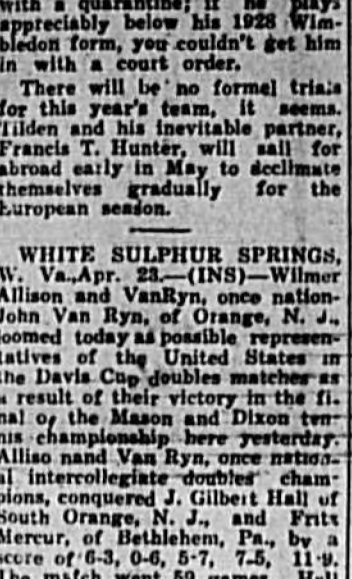 with a quarantine; if he plays
appreciably below his 1928 Wim-
bledon form, you couldn't get him
in with a court order.
There will be no formal trials
for this year's team, it seems.
Tilden and his inevitable partner,
Francis T. Hunter, will sail for
abroad early in May to acclimate
themselves gradually for the
European season.
WHITE SULPHUR SPRINGS,
W. Va., Apr. 23.—(INS)—Wilmer
Allison and VanRyn, once nation-
John Van Ryn, of Orange, N. J.,
loomed today as possible represen-
tatives of the United States in
the Davis Cup doubles matches as
a result of their victory in the fi-
nal of the Mason and Dixon ten-
nis championship here yesterday.
Alliso nand Van Ryn, once nation-
al intercollegiate doubles cham-
pions, conquered J. Gilbert Hall of
South Orange, N. J., and Fritz
Mercur, of Bethlehem, Pa., by a
score of 6-3, 0-6, 5-7, 7-5, 11-9.
The match went 59 games. Hall